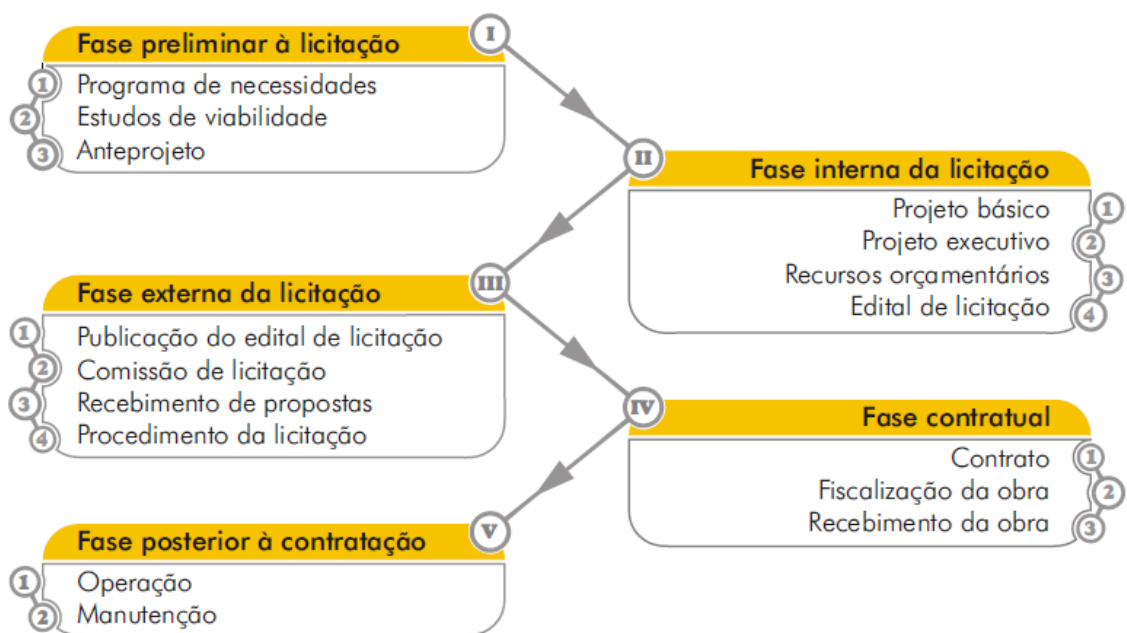 I
Fase preliminar à licitação
1 Programa de necessidades
2 Estudos de viabilidade
3 Anteprojeto
II
Fase interna da licitação
Projeto básico 1
Projeto executivo 2
Recursos orçamentários 3
Edital de licitação 4
III
Fase externa da licitação
1 Publicação do edital de licitação
2 Comissão de licitação
3 Recebimento de propostas
4 Procedimento da licitação
IV
Fase contratual
Contrato 1
Fiscalização da obra 2
Recebimento da obra 3
V
Fase posterior à contratação
1 Operação
2 Manutenção